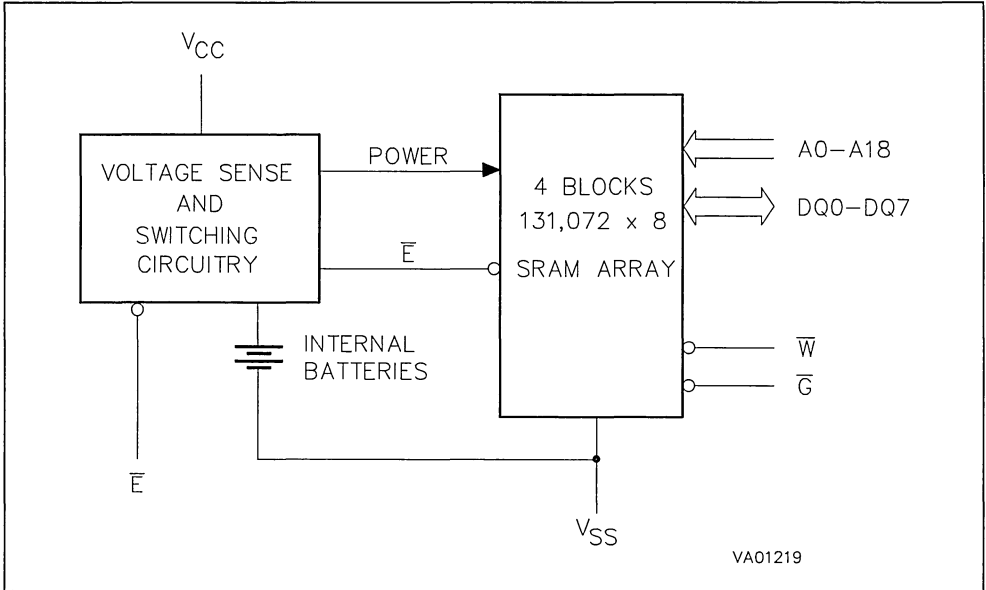 VCC
VOLTAGE SENSE
AND
SWITCHING
CIRCUITRY
POWER
E̅
4 BLOCKS
131,072 x 8
SRAM ARRAY
A0-A18
DQ0-DQ7
W̅
G̅
INTERNAL
BATTERIES
E̅
VSS
VA01219